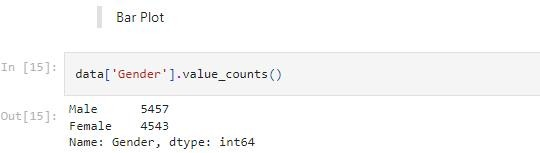 Bar Plot
In [15]: data['Gender'].value_counts()
Out[15]: Male      5457
Female    4543
Name: Gender, dtype: int64